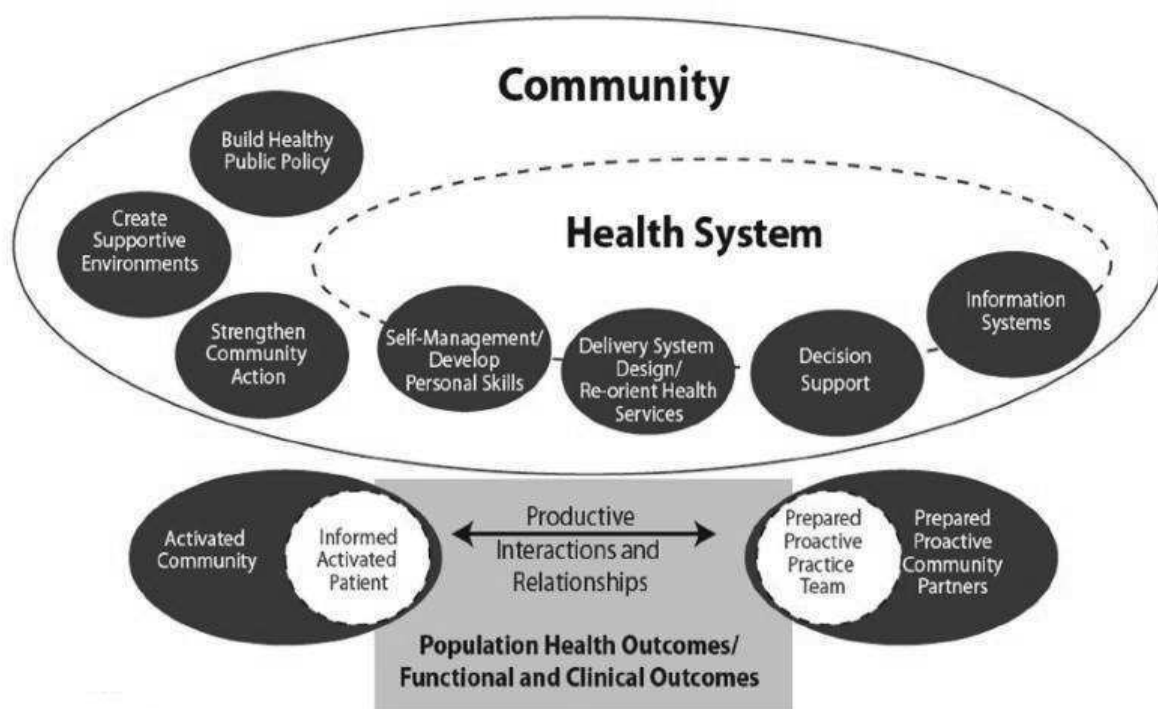 Community
Build Healthy
Public Policy
Create
Supportive
Environments
Strengthen
Community
Action
Health System
Self-Management/
Develop
Personal Skills
Delivery System
Design/
Re-orient Health
Services
Decision
Support
Information
Systems
Activated
Community
Informed
Activated
Patient
Productive
Interactions and
Relationships
Prepared
Proactive
Practice
Team
Prepared
Proactive
Community
Partners
Population Health Outcomes/
Functional and Clinical Outcomes